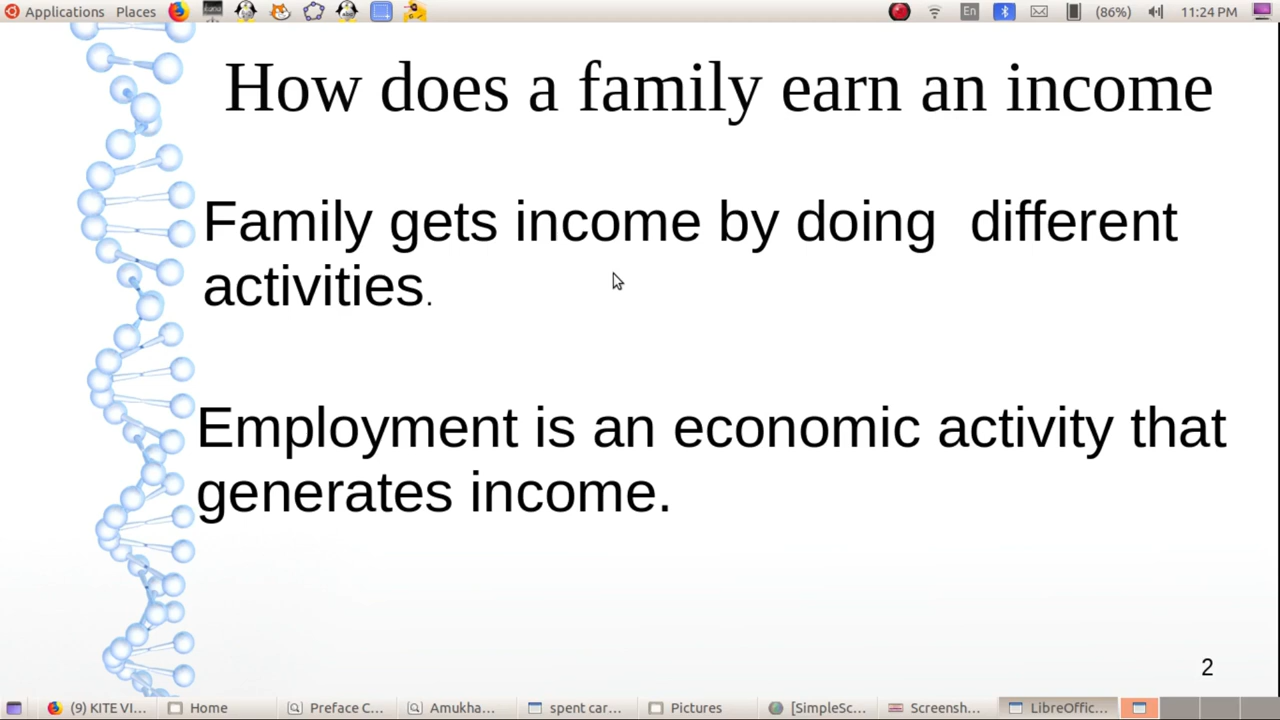 Applications Places En (86%) 11:24 PM
How does a family earn an income
Family gets income by doing different
activities.
Employment is an economic activity that
generates income.
2
(9) KITE VI... Home Preface C... Amukha... spent car... Pictures [SimpleSc... Screensh... LibreOffic...